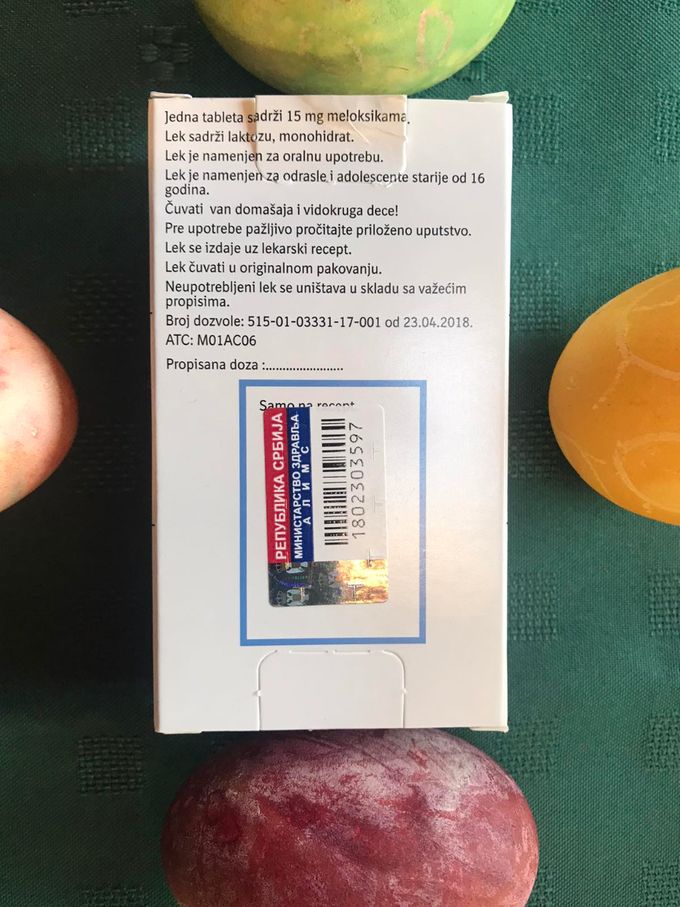 Jedna tableta sadrži 15 mg meloksikama.
Lek sadrži laktozu, monohidrat.
Lek je namenjen za oralnu upotrebu.
Lek je namenjen za odrasle i adolescente starije od 16
godina.
Čuvati van domašaja i vidokruga dece!
Pre upotrebe pažljivo pročitajte priloženo uputstvo.
Lek se izdaje uz lekarski recept.
Lek čuvati u originalnom pakovanju.
Neupotrebljeni lek se uništava u skladu sa važećim
propisima.
Broj dozvole: 515-01-03331-17-001 od 23.04.2018.
ATC: M01AC06
Propisana doza :.......................
Samo na recept
РЕПУБЛИКА СРБИЈА
МИНИСТАРСТВО ЗДРАВЉА
АЛИМС
1802303597